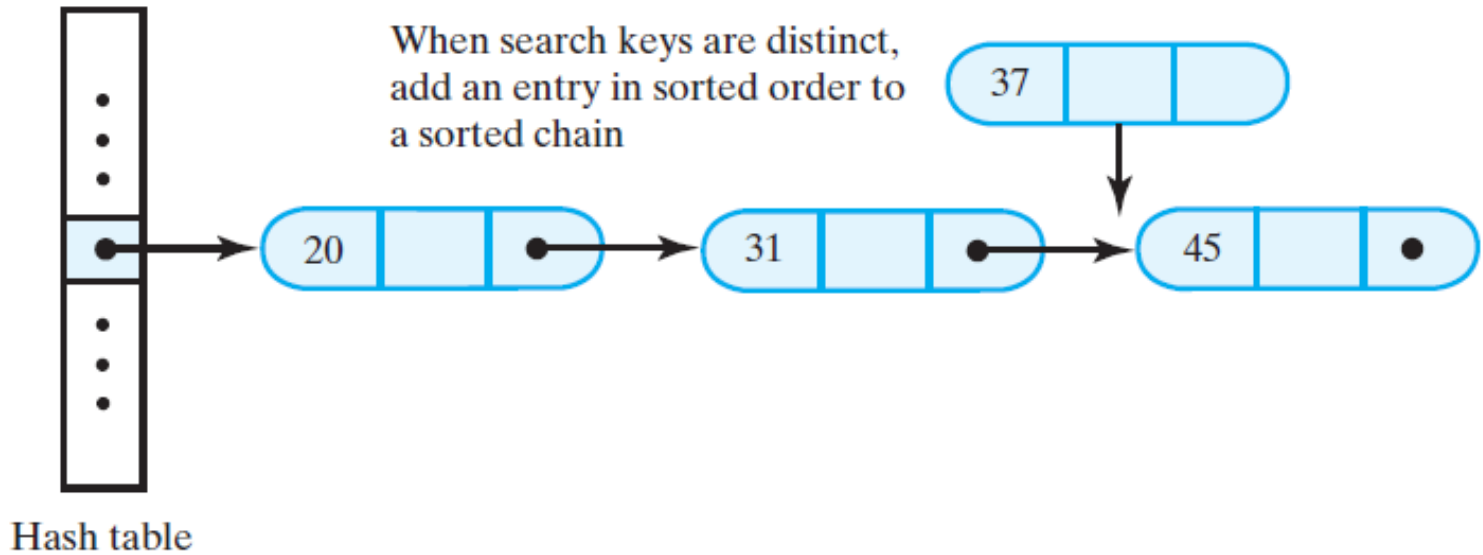 When search keys are distinct,
add an entry in sorted order to
a sorted chain
37
20
31
45
Hash table